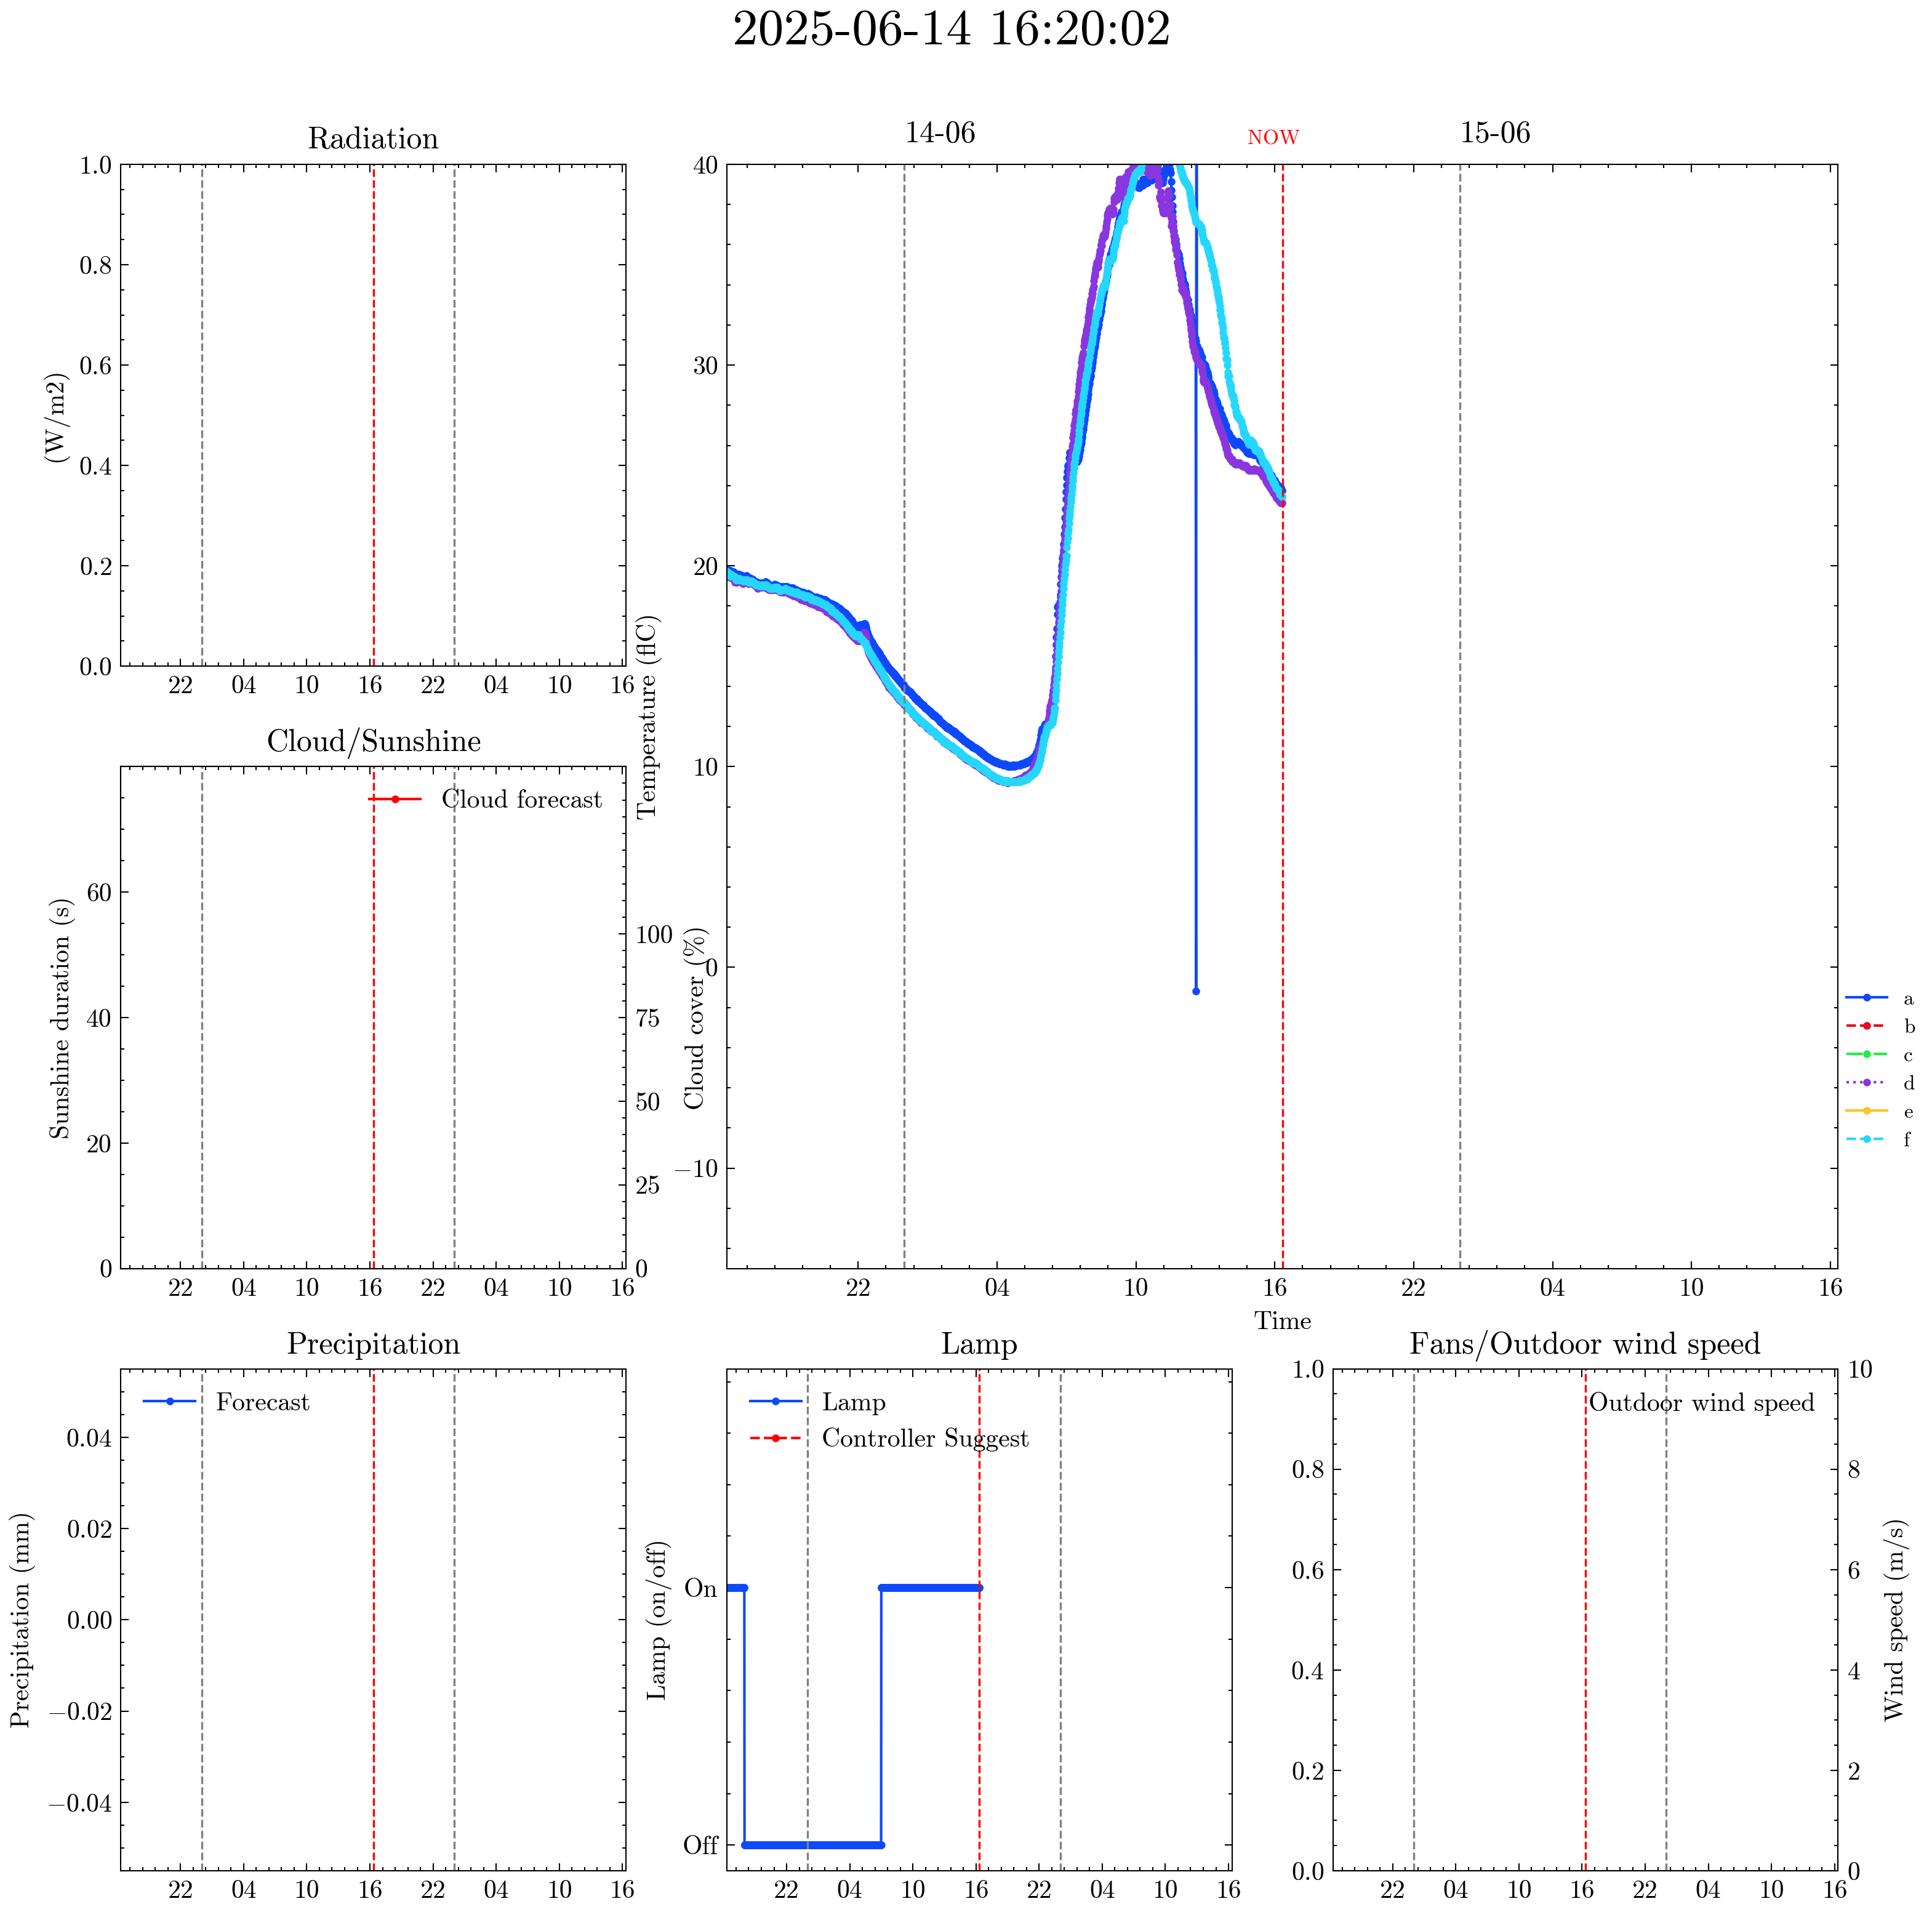 2025-06-14 16:20:02
Radiation
1.0
0.8
0.6
0.4
0.2
0.0
(W/m2)
22 04 10 16 22 04 10 16
14-06 NOW 15-06
40
30
20
10
0
−10
Temperature (flC)
22 04 10 16 22 04 10 16
Time
a
b
c
d
e
f
Cloud/Sunshine
Cloud forecast
60
40
20
0
Sunshine duration (s)
100
75
50
25
0
Cloud cover (%)
22 04 10 16 22 04 10 16
Precipitation
Forecast
0.04
0.02
0.00
−0.02
−0.04
Precipitation (mm)
22 04 10 16 22 04 10 16
Lamp
Lamp
Controller Suggest
On
Off
Lamp (on/off)
22 04 10 16 22 04 10 16
Fans/Outdoor wind speed
Outdoor wind speed
1.0
0.8
0.6
0.4
0.2
0.0
10
8
6
4
2
0
Wind speed (m/s)
22 04 10 16 22 04 10 16